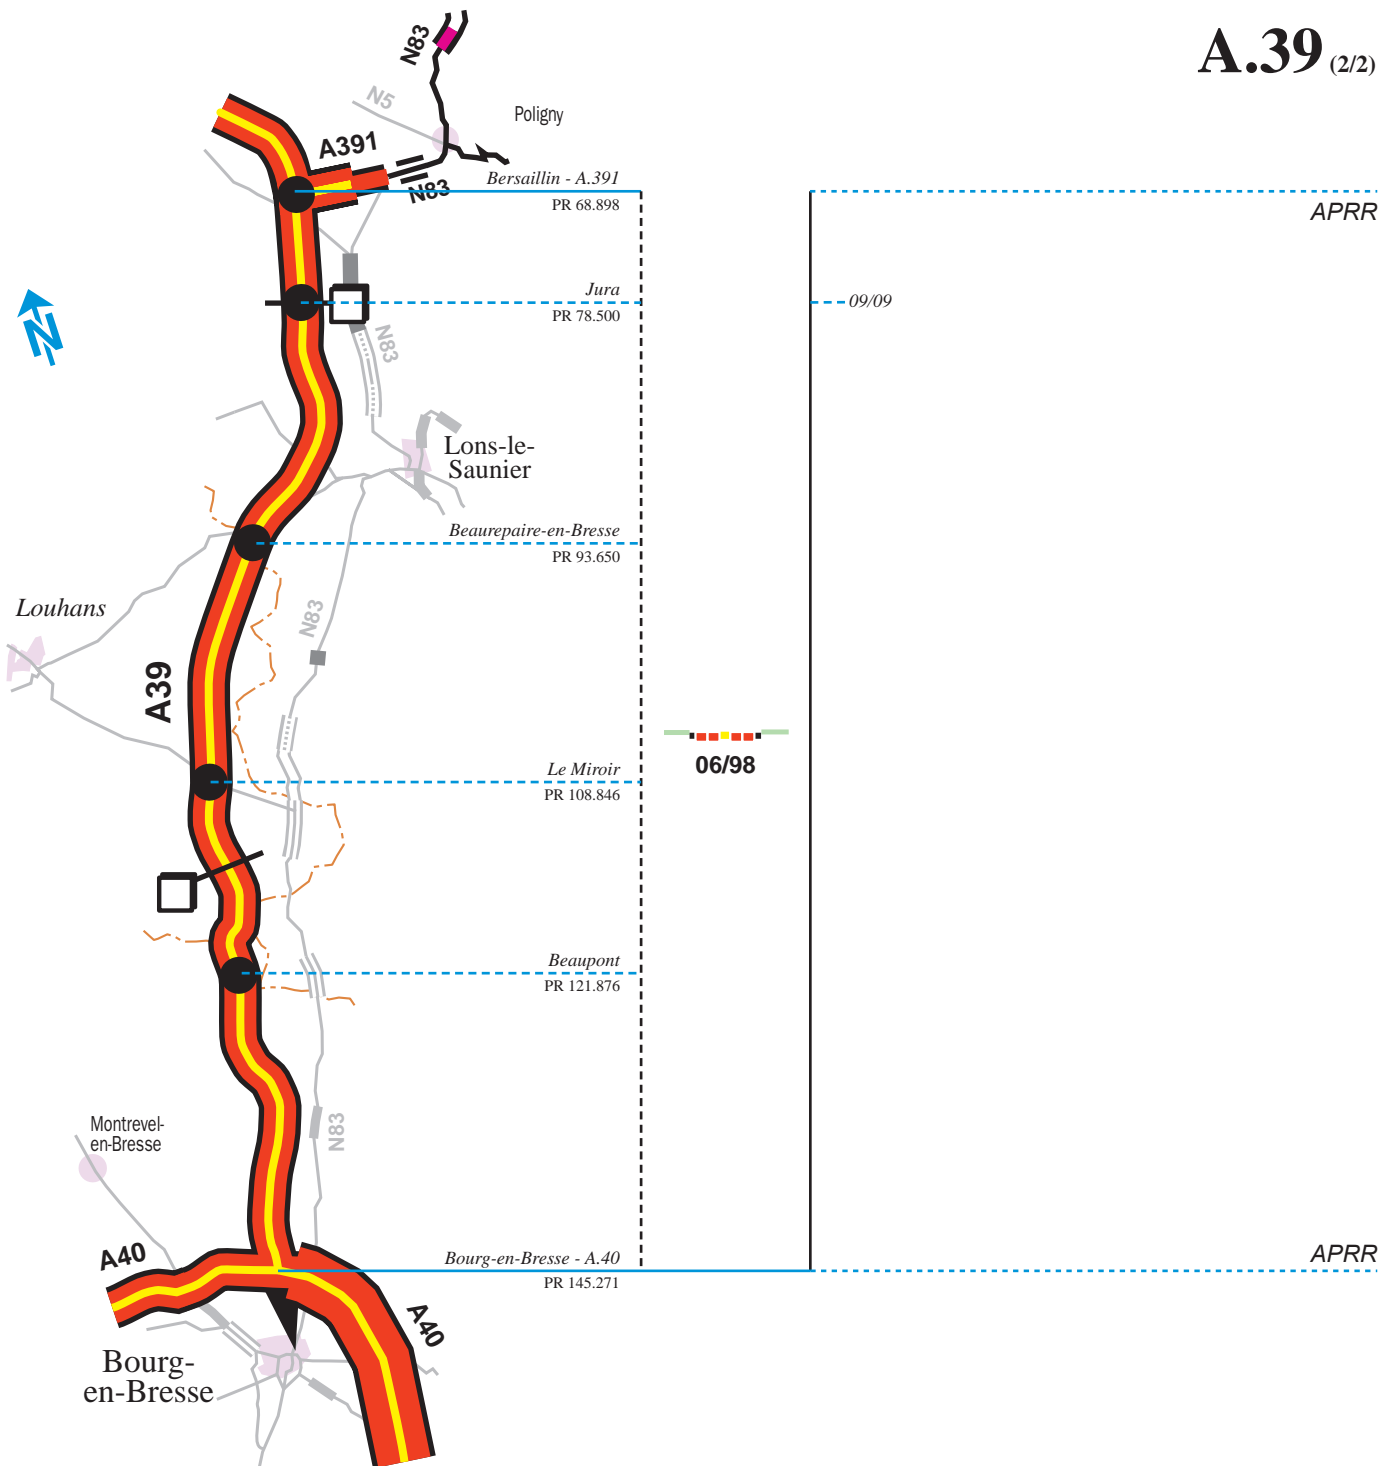 A.39 (2/2)
N83
N5
Poligny
A391
N83
Bersaillin - A.391
PR 68.898
APRR
Jura
PR 78.500
09/09
N
N83
Lons-le-
Saunier
Beaurepaire-en-Bresse
PR 93.650
Louhans
N83
A39
06/98
Le Miroir
PR 108.846
Beaupont
PR 121.876
Montrevel-
en-Bresse
N83
A40
Bourg-en-Bresse - A.40
PR 145.271
APRR
A40
Bourg-
en-Bresse